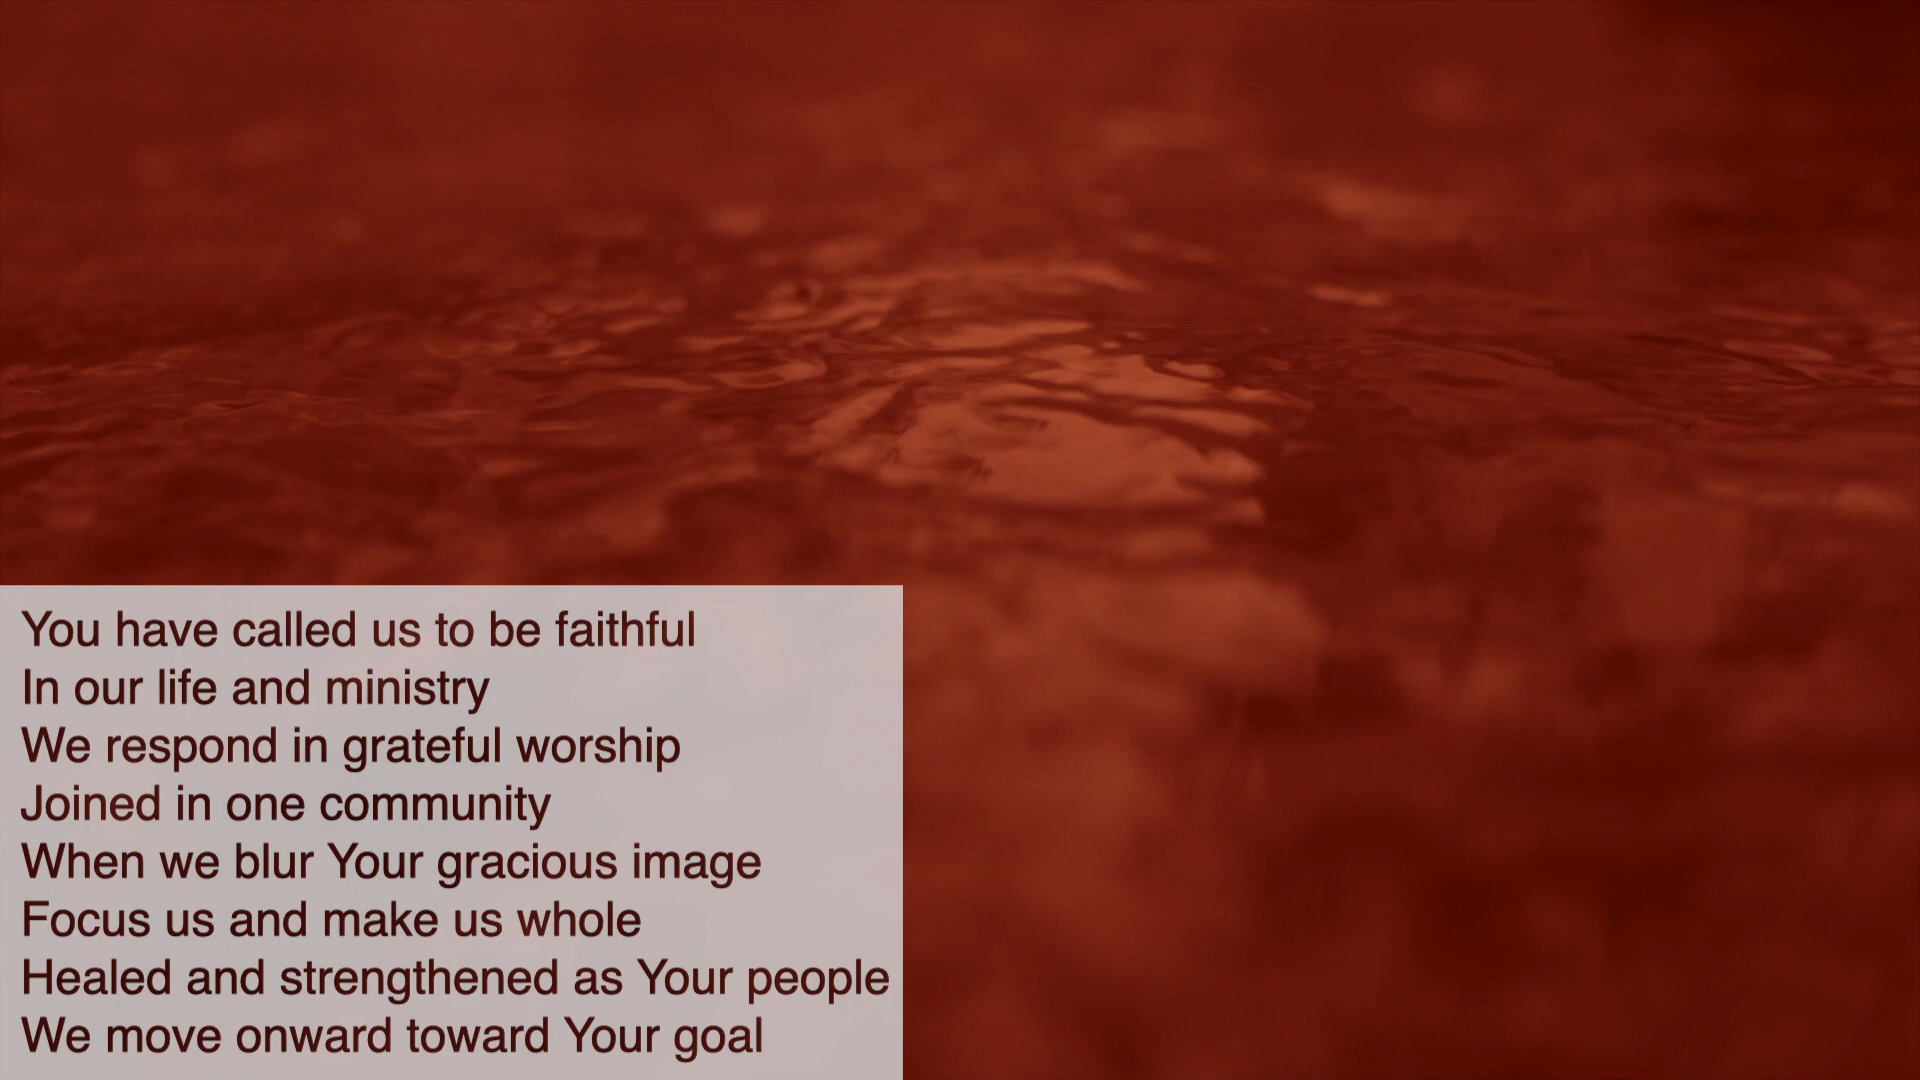 You have called us to be faithful
In our life and ministry
We respond in grateful worship
Joined in one community
When we blur Your gracious image
Focus us and make us whole
Healed and strengthened as Your people
We move onward toward Your goal